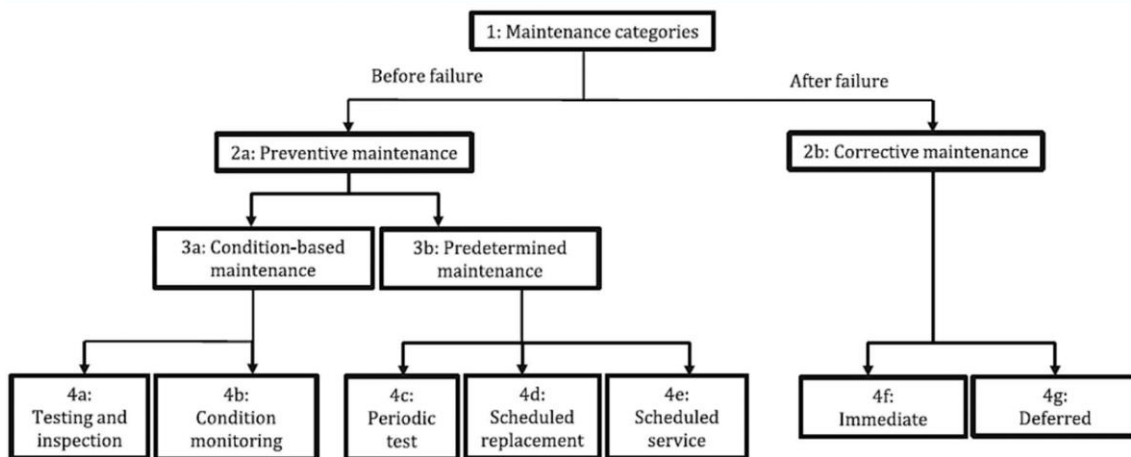 1: Maintenance categories
Before failure
After failure
2a: Preventive maintenance
2b: Corrective maintenance
3a: Condition-based
maintenance
3b: Predetermined
maintenance
4a:
Testing and
inspection
4b:
Condition
monitoring
4c:
Periodic
test
4d:
Scheduled
replacement
4e:
Scheduled
service
4f:
Immediate
4g:
Deferred